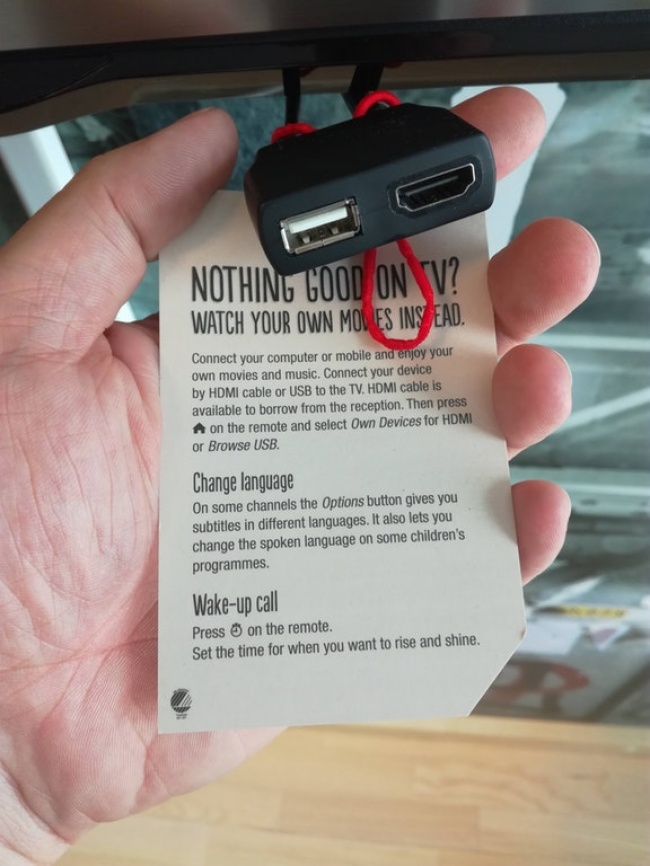 NOTHING GOOD ON TV?
WATCH YOUR OWN MOVIES INSTEAD.
Connect your computer or mobile and enjoy your
own movies and music. Connect your device
by HDMI cable or USB to the TV. HDMI cable is
available to borrow from the reception. Then press
on the remote and select Own Devices for HDMI
or Browse USB.
Change language
On some channels the Options button gives you
subtitles in different languages. It also lets you
change the spoken language on some children's
programmes.
Wake-up call
Press on the remote.
Set the time for when you want to rise and shine.